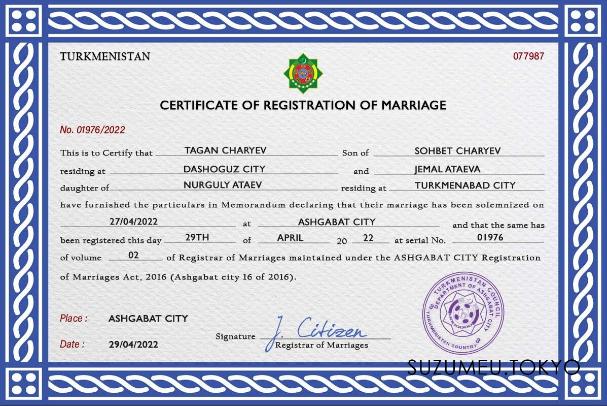 TURKMENISTAN 077987
CERTIFICATE OF REGISTRATION OF MARRIAGE
No. 01976/2022
This is to Certify that TAGAN CHARYEV Son of SOHBET CHARYEV
residing at DASHOGUZ CITY and JEMAL ATAEVA
daughter of NURGULY ATAEV residing at TURKMENABAD CITY
have furnished the particulars in Memorandum declaring that their marriage has been solemnized on
27/04/2022 at ASHGABAT CITY and that the same has
been registered this day 29TH of APRIL 20 22 at serial No. 01976
of volume 02 of Registrar of Marriages maintained under the ASHGABAT CITY Registration
of Marriages Act, 2016 (Ashgabat city 16 of 2016).
TURKMENISTAN COUNCIL
DEPARTMENT OF ASHGABAT CITY
Place : ASHGABAT CITY
Signature J. Citizen
Date : 29/04/2022 Registrar of Marriages
SUZUMEU.TOKYO